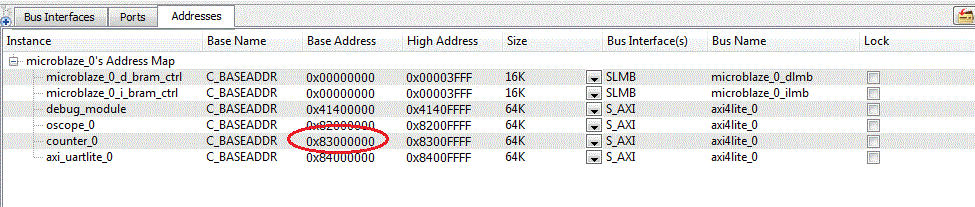 Bus Interfaces Ports Addresses
Instance Base Name Base Address High Address Size Bus Interface(s) Bus Name Lock
microblaze_0's Address Map
microblaze_0_d_bram_ctrl C_BASEADDR 0x00000000 0x00003FFF 16K SLMB microblaze_0_dlmb
microblaze_0_i_bram_ctrl C_BASEADDR 0x00000000 0x00003FFF 16K SLMB microblaze_0_ilmb
debug_module C_BASEADDR 0x41400000 0x4140FFFF 64K S_AXI axi4lite_0
oscope_0 C_BASEADDR 0x82000000 0x8200FFFF 64K S_AXI axi4lite_0
counter_0 C_BASEADDR 0x83000000 0x8300FFFF 64K S_AXI axi4lite_0
axi_uartlite_0 C_BASEADDR 0x84000000 0x8400FFFF 64K S_AXI axi4lite_0